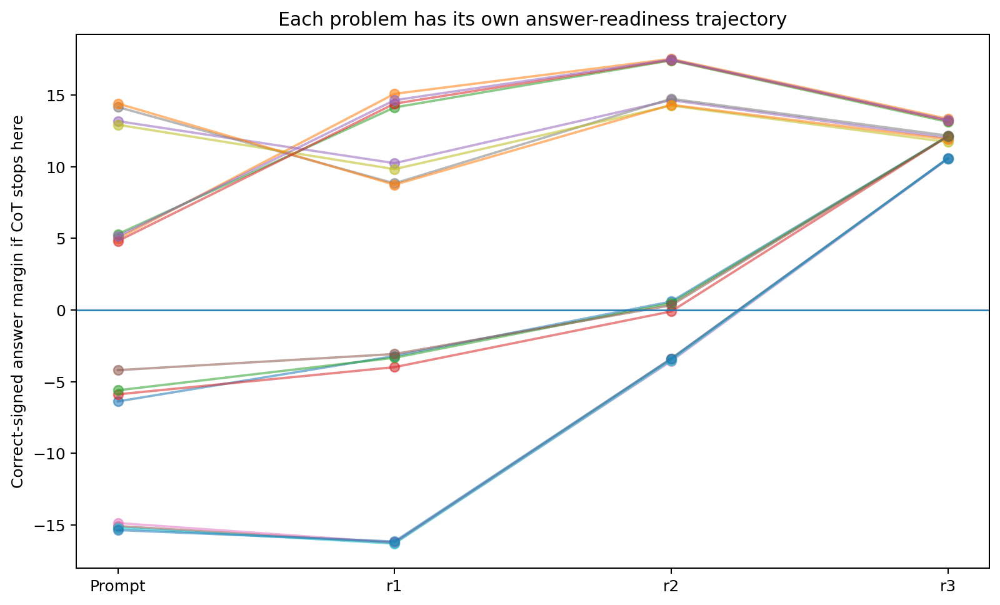 Each problem has its own answer-readiness trajectory
Correct-signed answer margin if CoT stops here
15
10
5
0
−5
−10
−15
Prompt
r1
r2
r3